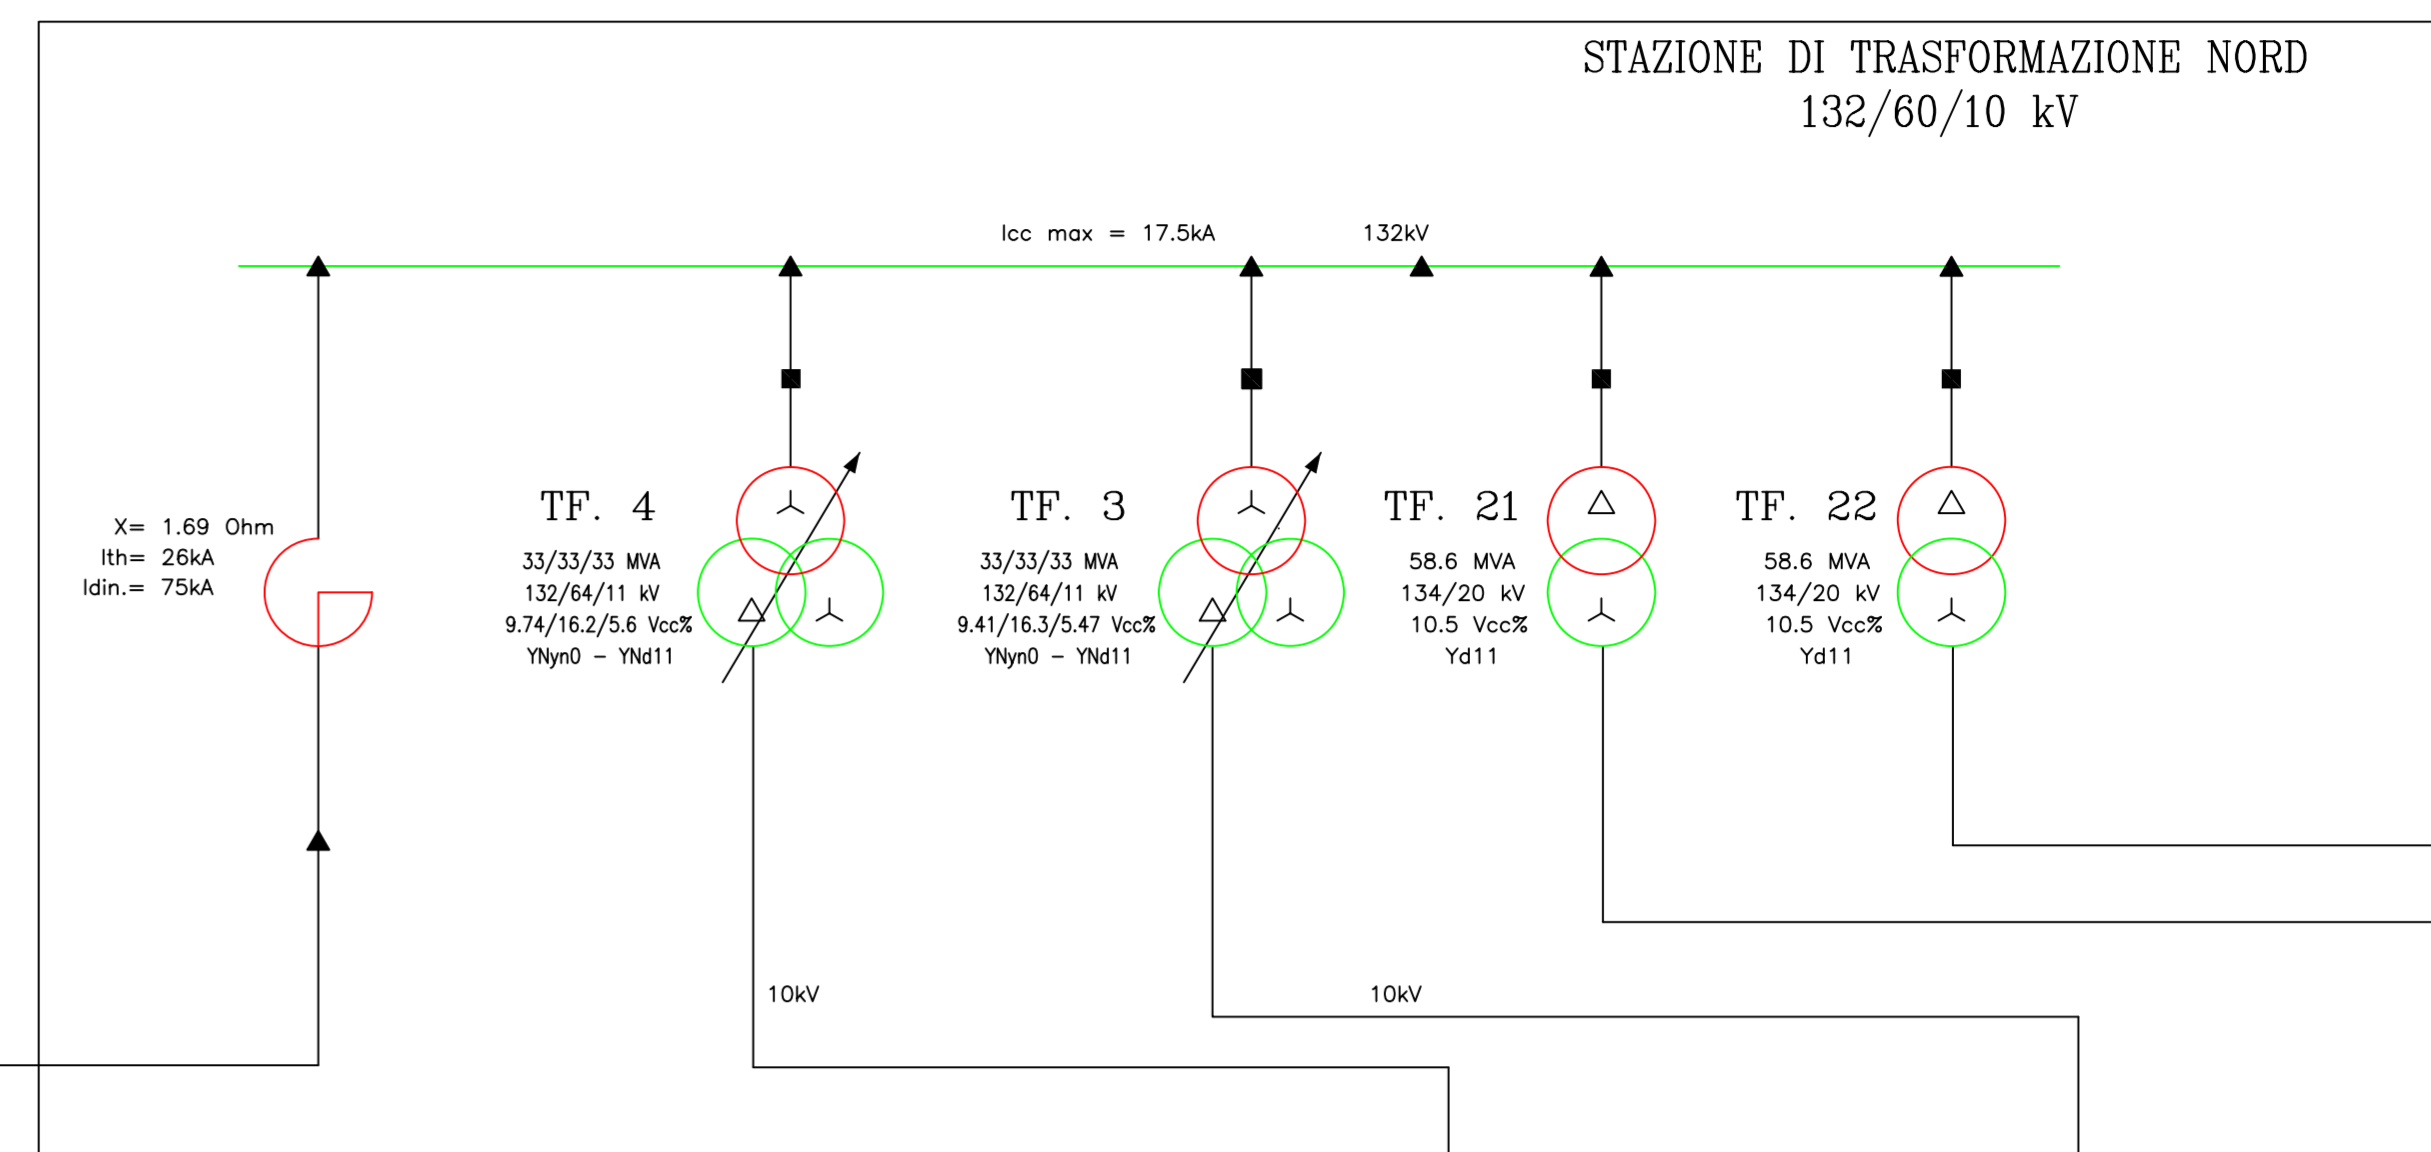 STAZIONE DI TRASFORMAZIONE NORD
132/60/10 kV
Icc max = 17.5kA
132kV
X= 1.69 Ohm
Ith= 26kA
Idin.= 75kA
TF. 4
33/33/33 MVA
132/64/11 kV
9.74/16.2/5.6 Vcc%
YNyn0 - YNd11
TF. 3
33/33/33 MVA
132/64/11 kV
9.41/16.3/5.47 Vcc%
YNyn0 - YNd11
TF. 21
58.6 MVA
134/20 kV
10.5 Vcc%
Yd11
TF. 22
58.6 MVA
134/20 kV
10.5 Vcc%
Yd11
10kV
10kV